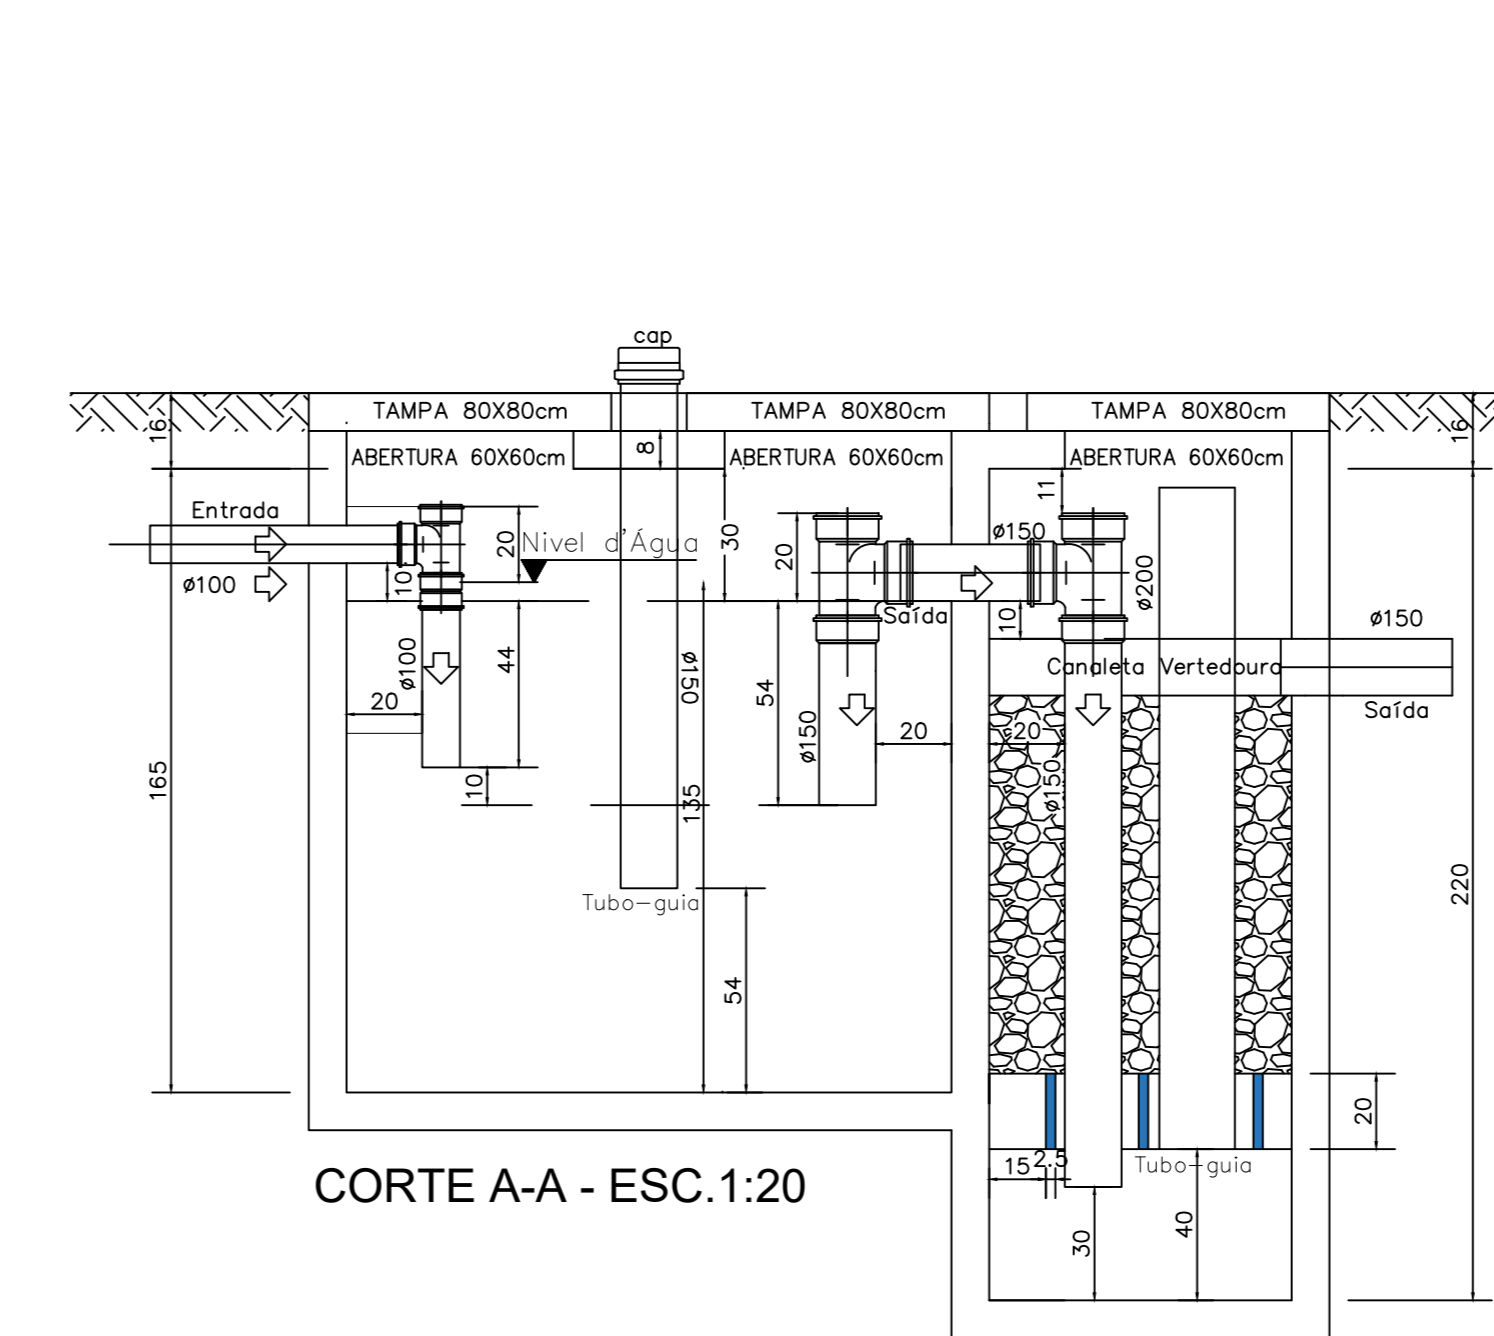 cap
TAMPA 80X80cm
TAMPA 80X80cm
TAMPA 80X80cm
16
16
8
ABERTURA 60X60cm
ABERTURA 60X60cm
ABERTURA 60X60cm
11
Entrada
20
Nivel d'Água
30
20
ø150
ø100
10
ø200
Saída
10
ø150
ø100
44
ø150
54
Canaleta Vertedoura
20
ø150
20
20
Saída
165
10
135
ø150
220
Tubo-guia
54
20
15
2.5
Tubo-guia
CORTE A-A - ESC.1:20
30
40